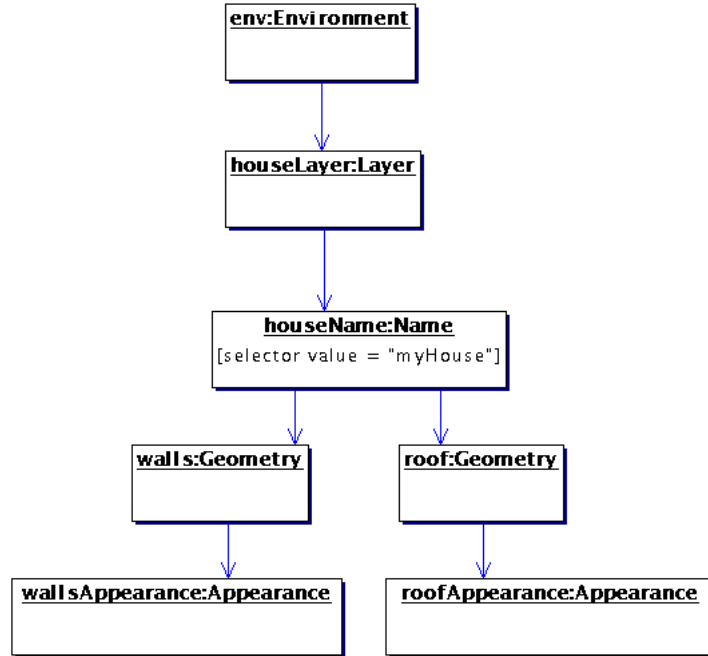 env:Environment
houseLayer:Layer
houseName:Name
[selector value = "myHouse"]
walls:Geometry
roof:Geometry
wallsAppearance:Appearance
roofAppearance:Appearance